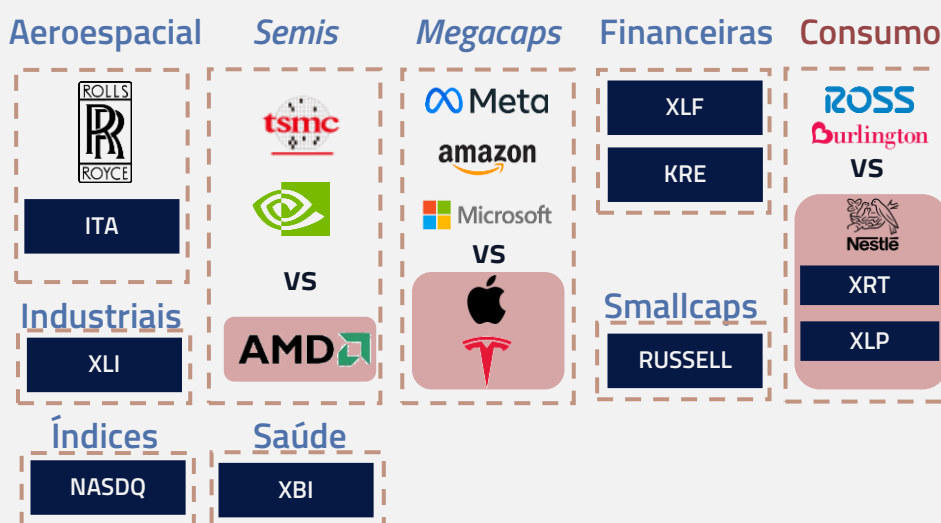 Aeroespacial
Semis
Megacaps
Financeiras
Consumo
ROLLS
RR
ROYCE
ITA
Industriais
XLI
tsmc
VS
AMD
Meta
amazon
Microsoft
VS
XLF
KRE
Smallcaps
RUSSELL
ROSS
Burlington
VS
Nestlé
XRT
XLP
Índices
NASDQ
Saúde
XBI